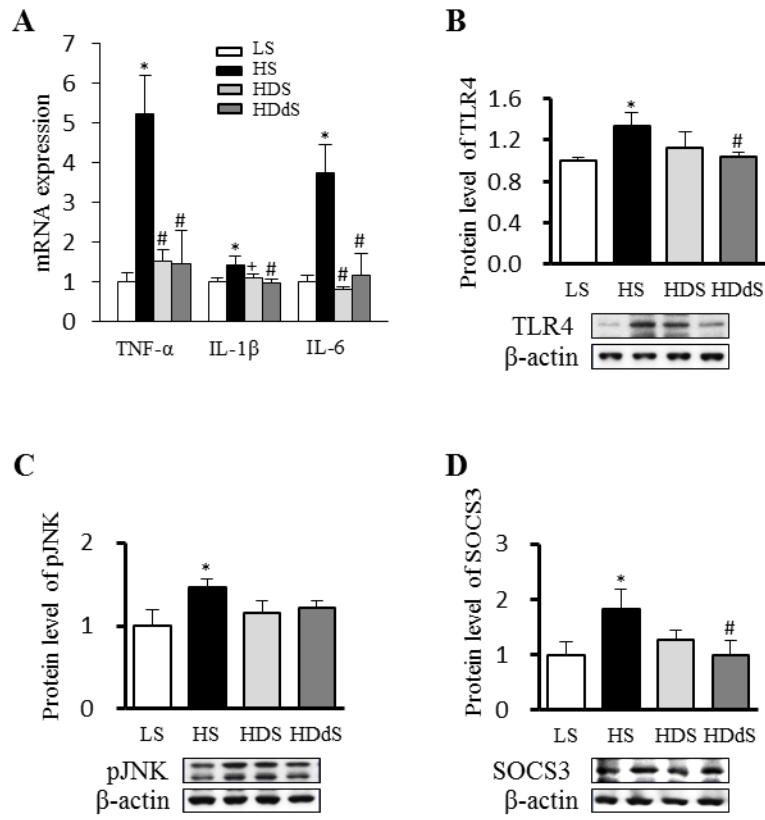 A
mRNA expression
7
6
5
4
3
2
1
0
LS
HS
HDS
HDdS
*
#
#
*
+
#
*
#
#
TNF-α IL-1β IL-6
B
Protein level of TLR4
1.6
1.2
0.8
0.4
0.0
*
#
LS HS HDS HDdS
TLR4
β-actin
C
Protein level of pJNK
2
1
0
*
LS HS HDS HDdS
pJNK
β-actin
D
Protein level of SOCS3
3
2
1
0
*
#
LS HS HDS HDdS
SOCS3
β-actin